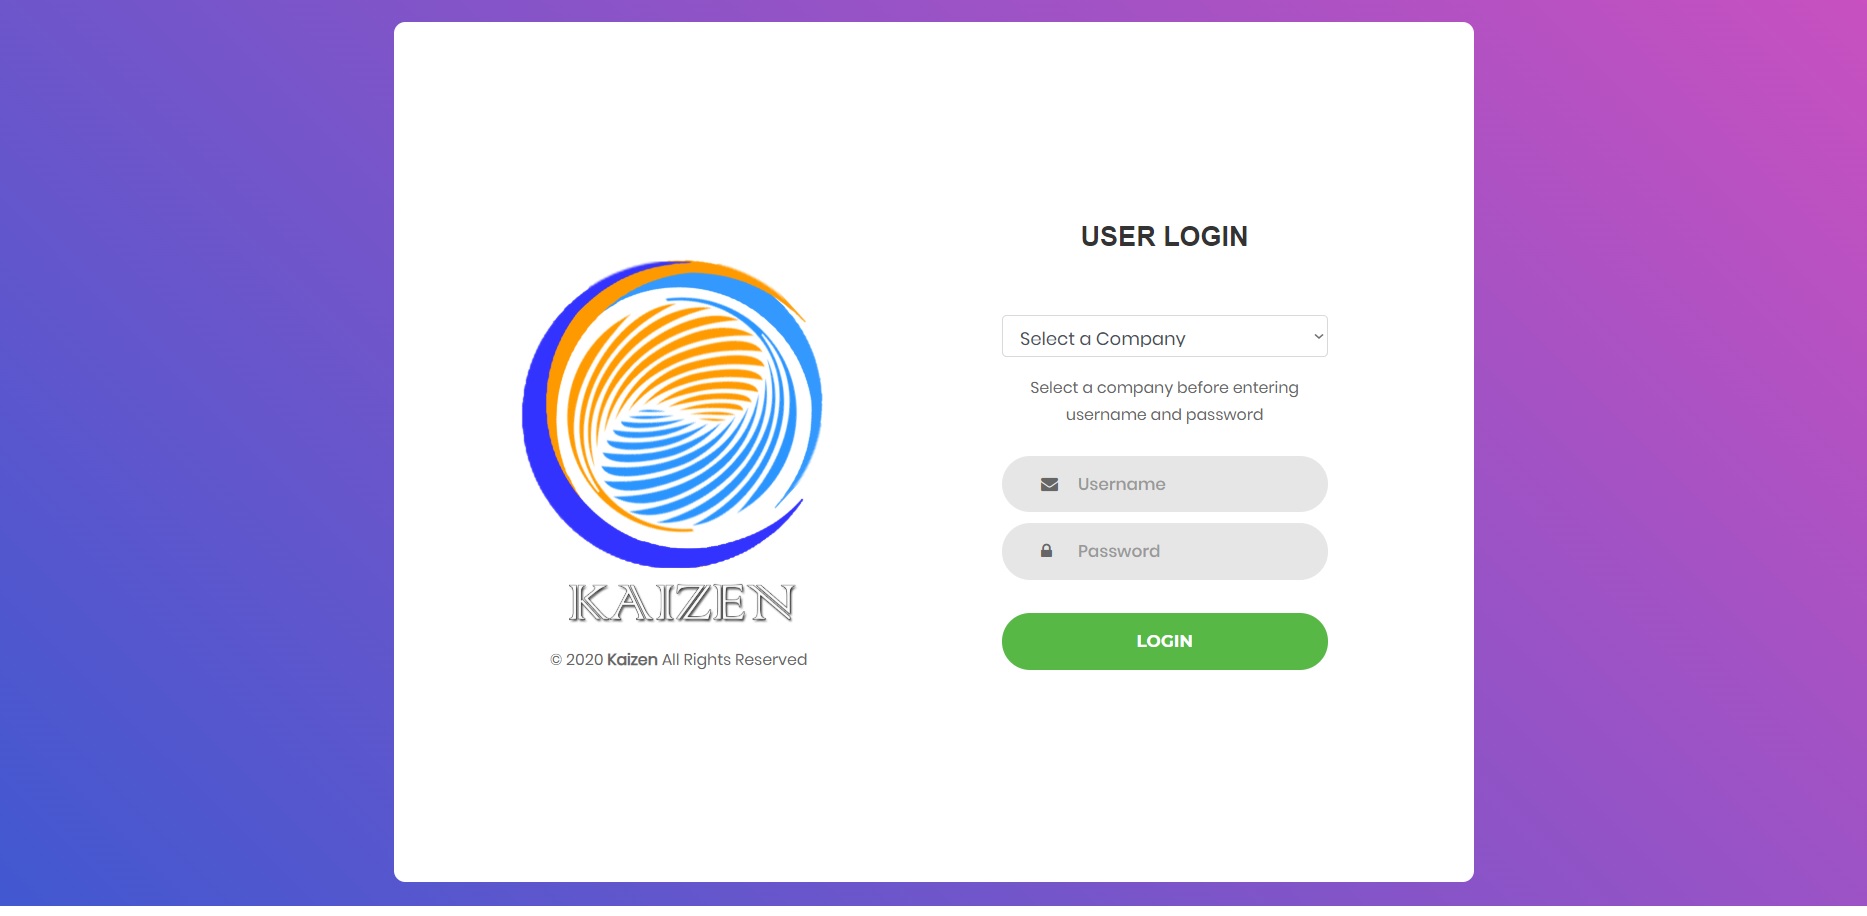 USER LOGIN
Select a Company
Select a company before entering
username and password
Username
Password
LOGIN
KAIZEN
© 2020 Kaizen All Rights Reserved